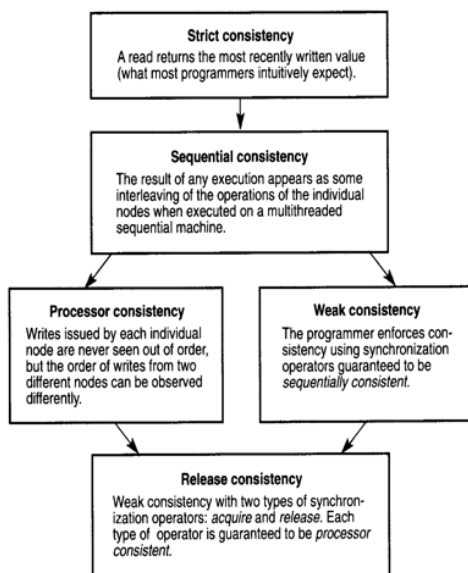 Strict consistency
A read returns the most recently written value
(what most programmers intuitively expect).
Sequential consistency
The result of any execution appears as some
interleaving of the operations of the individual
nodes when executed on a multithreaded
sequential machine.
Processor consistency
Writes issued by each individual
node are never seen out of order,
but the order of writes from two
different nodes can be observed
differently.
Weak consistency
The programmer enforces con-
sistency using synchronization
operators guaranteed to be
sequentially consistent.
Release consistency
Weak consistency with two types of synchron-
ization operators: acquire and release. Each
type of operator is guaranteed to be processor
consistent.